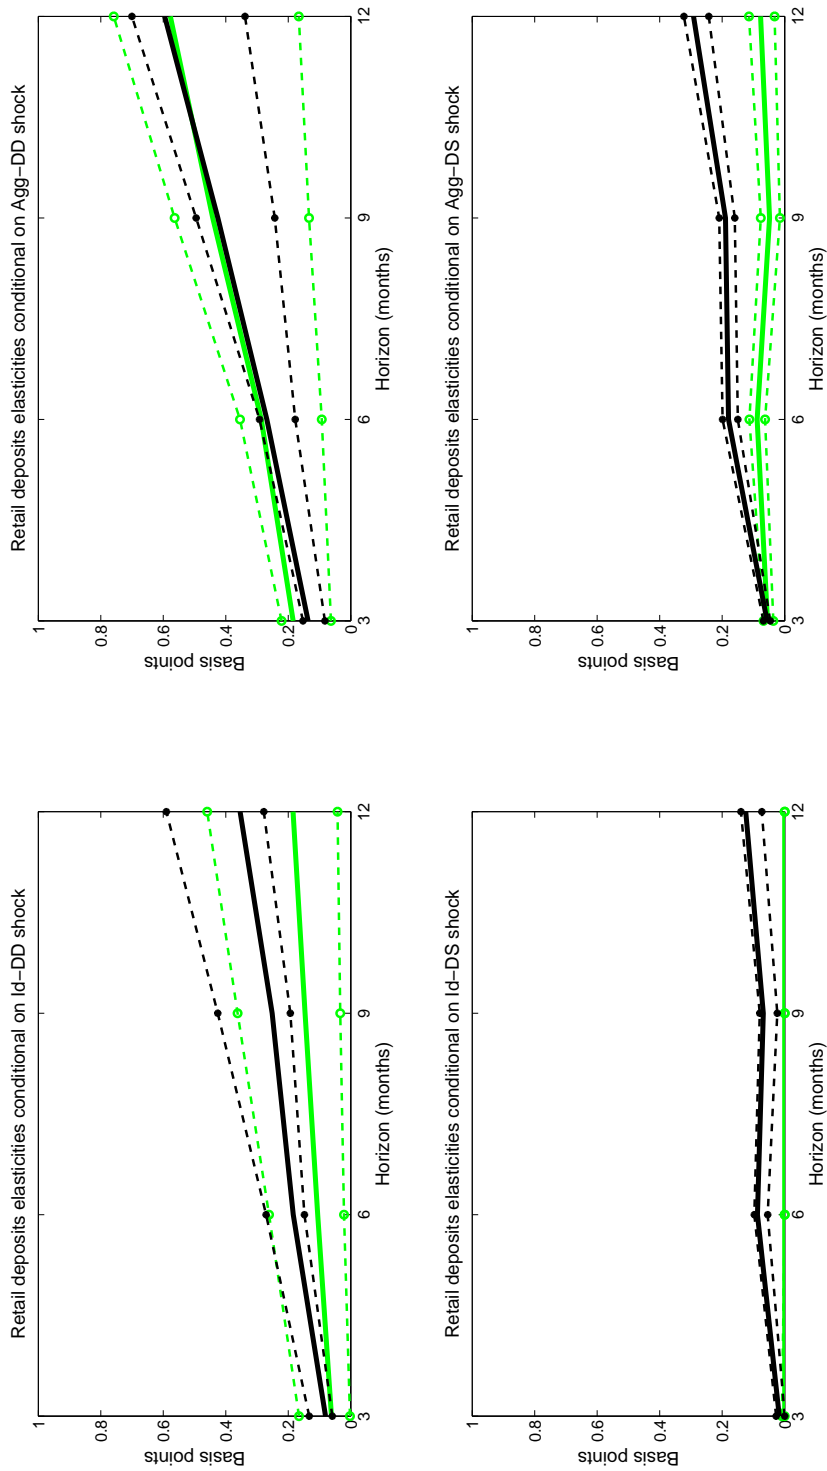 Retail deposits elasticities conditional on Id−DD shock
1
0.8
0.6
0.4
0.2
0
Basis points
3 6 9 12
Horizon (months)
Retail deposits elasticities conditional on Agg−DD shock
1
0.8
0.6
0.4
0.2
0
Basis points
3 6 9 12
Horizon (months)
Retail deposits elasticities conditional on Id−DS shock
1
0.8
0.6
0.4
0.2
0
Basis points
3 6 9 12
Horizon (months)
Retail deposits elasticities conditional on Agg−DS shock
1
0.8
0.6
0.4
0.2
0
Basis points
3 6 9 12
Horizon (months)